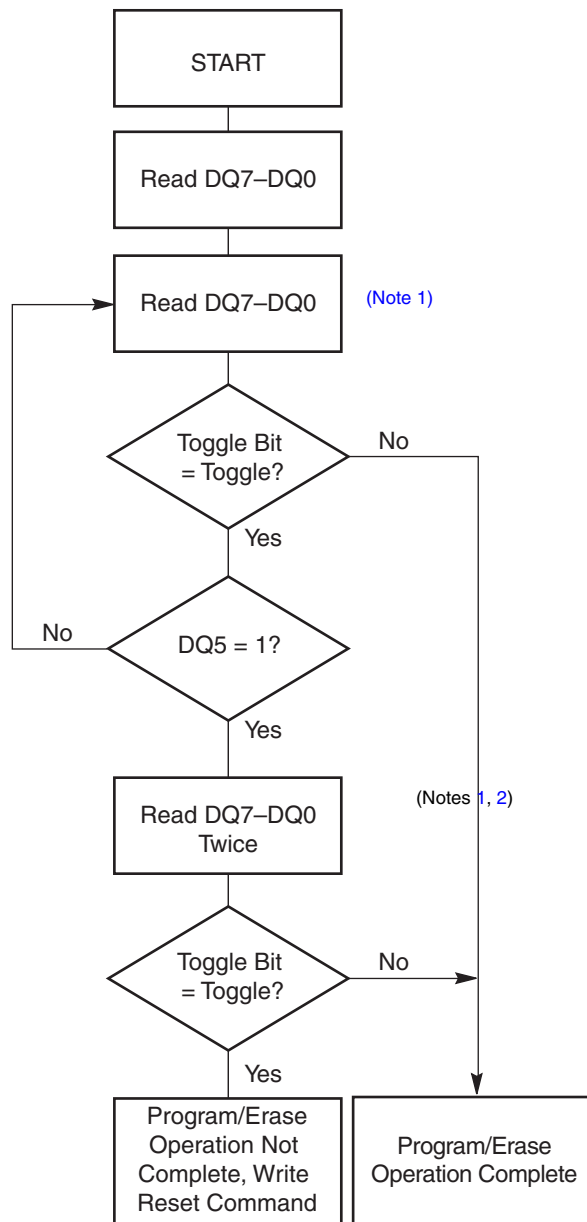 START
Read DQ7–DQ0
Read DQ7–DQ0
(Note 1)
Toggle Bit
= Toggle?
No
Yes
DQ5 = 1?
No
Yes
Read DQ7–DQ0
Twice
(Notes 1, 2)
Toggle Bit
= Toggle?
No
Yes
Program/Erase
Operation Not
Complete, Write
Reset Command
Program/Erase
Operation Complete